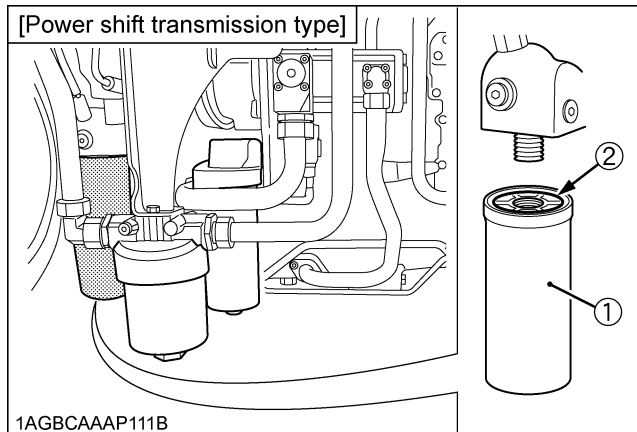 [Power shift transmission type]
②
①
1AGBCAAAP111B